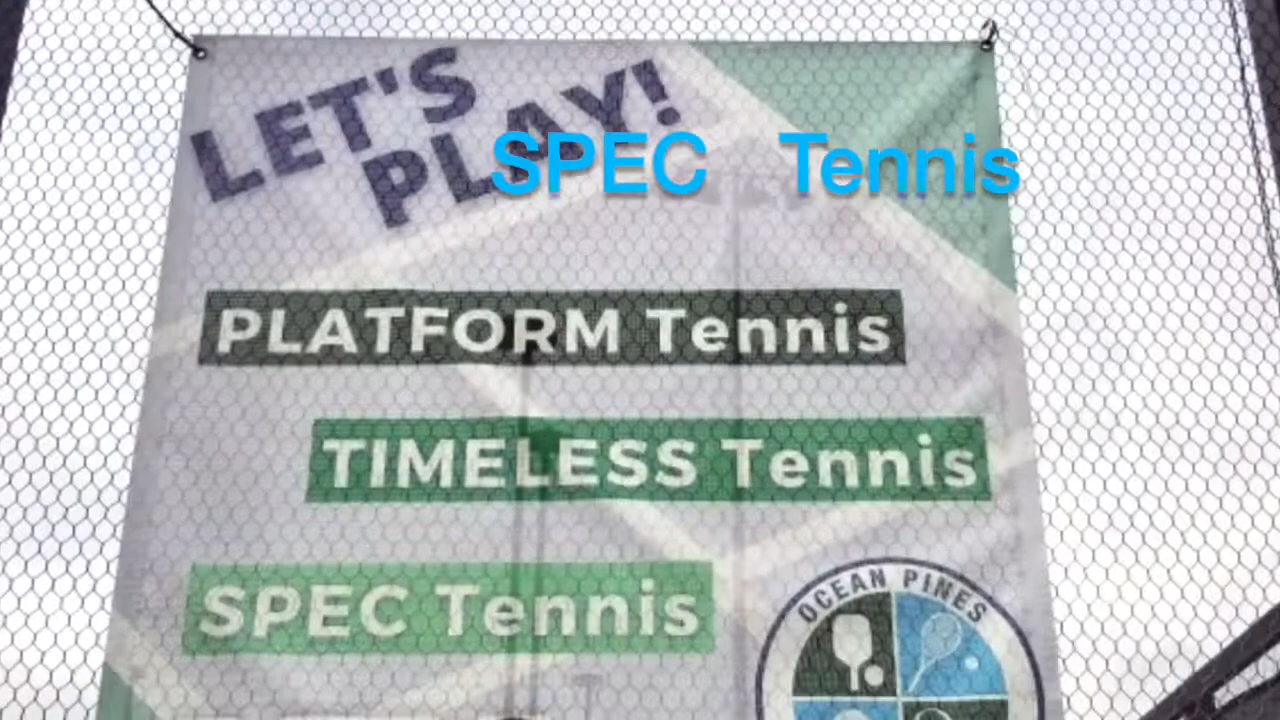 LET'S
PLAY!
SPEC Tennis
PLATFORM Tennis
TIMELESS Tennis
SPEC Tennis
OCEAN PINES